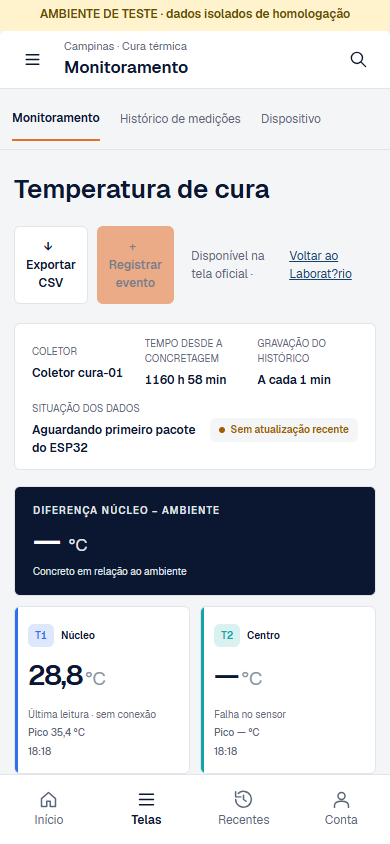 AMBIENTE DE TESTE · dados isolados de homologação
Campinas · Cura térmica
Monitoramento
Monitoramento
Histórico de medições
Dispositivo
Temperatura de cura
↓
Exportar
CSV
+
Registrar
evento
Disponível na
tela oficial ·
Voltar ao
Laborat?rio
COLETOR
Coletor cura-01
TEMPO DESDE A
CONCRETAGEM
1160 h 58 min
GRAVAÇÃO DO
HISTÓRICO
A cada 1 min
SITUAÇÃO DOS DADOS
Aguardando primeiro pacote
do ESP32
Sem atualização recente
DIFERENÇA NÚCLEO – AMBIENTE
— °C
Concreto em relação ao ambiente
T1 Núcleo
28,8 °C
Última leitura · sem conexão
Pico 35,4 °C
18:18
T2 Centro
— °C
Falha no sensor
Pico — °C
18:18
Início
Telas
Recentes
Conta